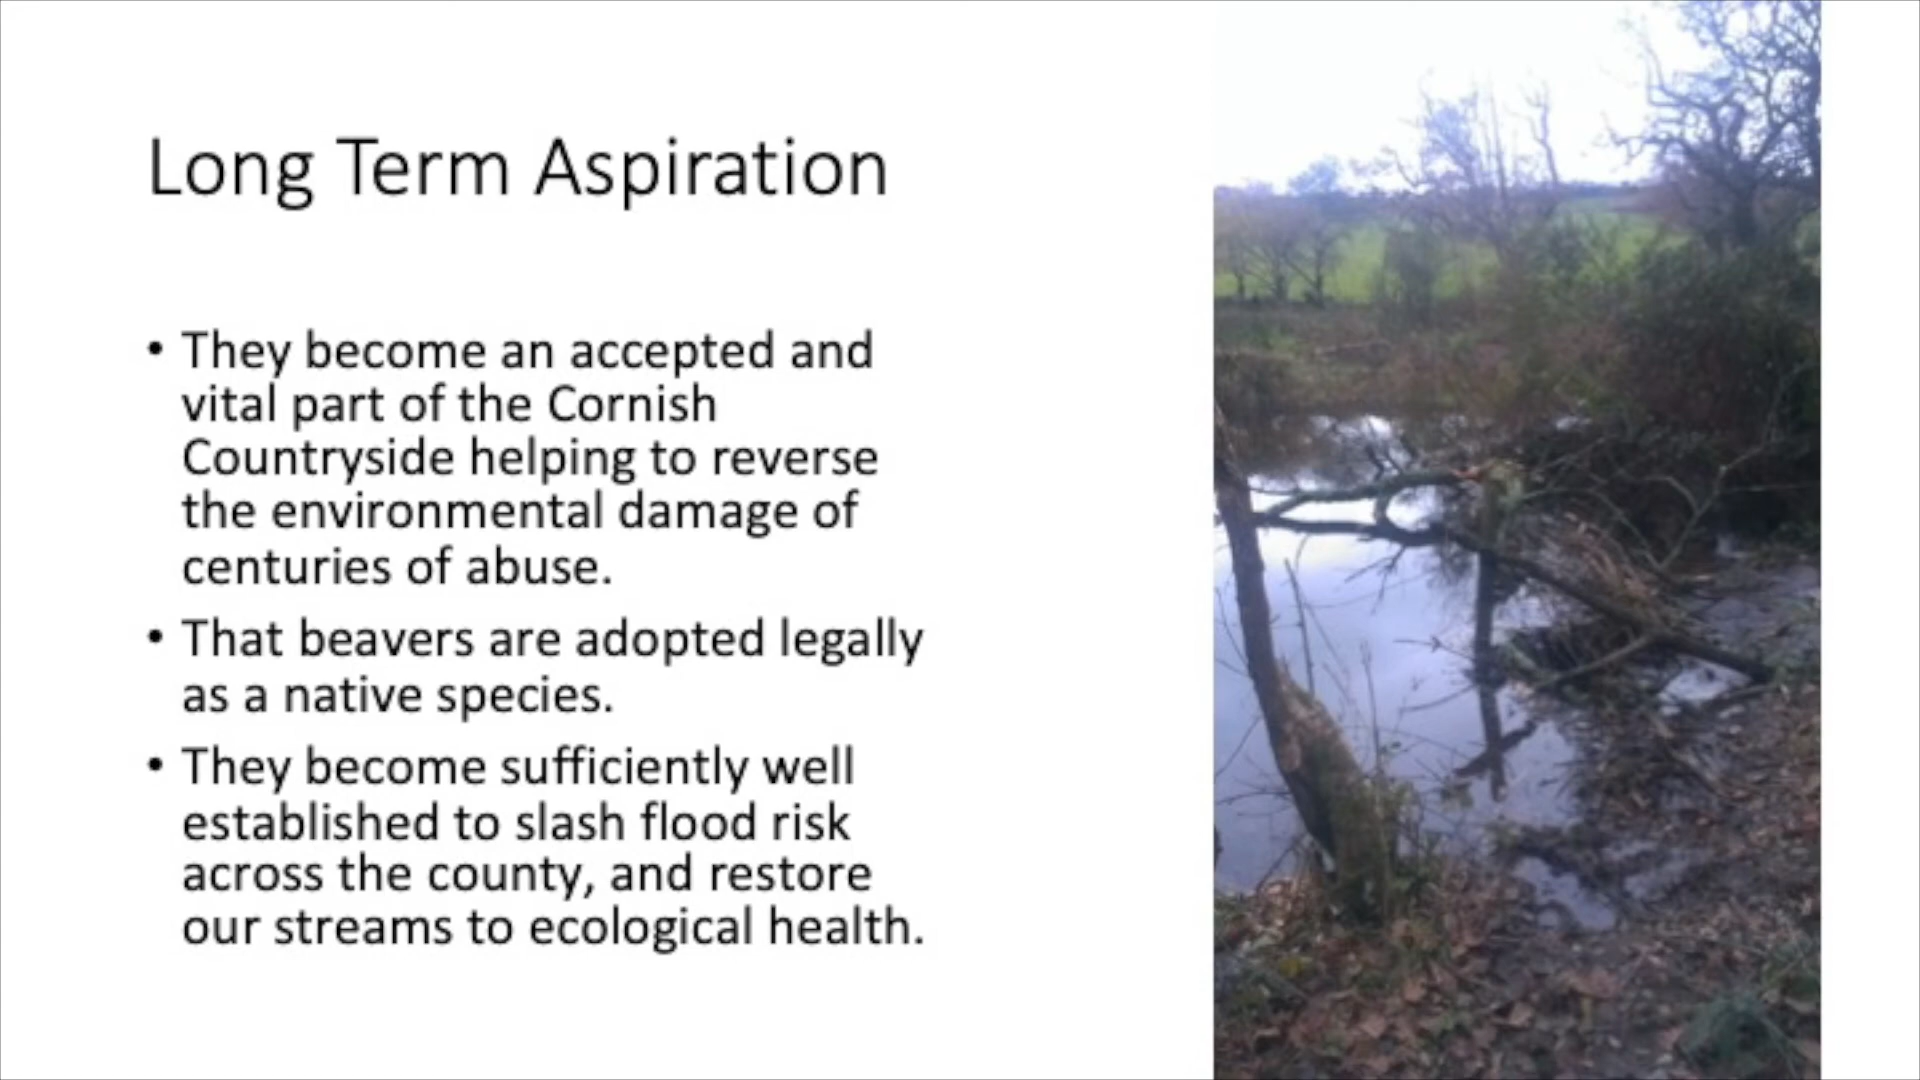 Long Term Aspiration
• They become an accepted and
vital part of the Cornish
Countryside helping to reverse
the environmental damage of
centuries of abuse.
• That beavers are adopted legally
as a native species.
• They become sufficiently well
established to slash flood risk
across the county, and restore
our streams to ecological health.